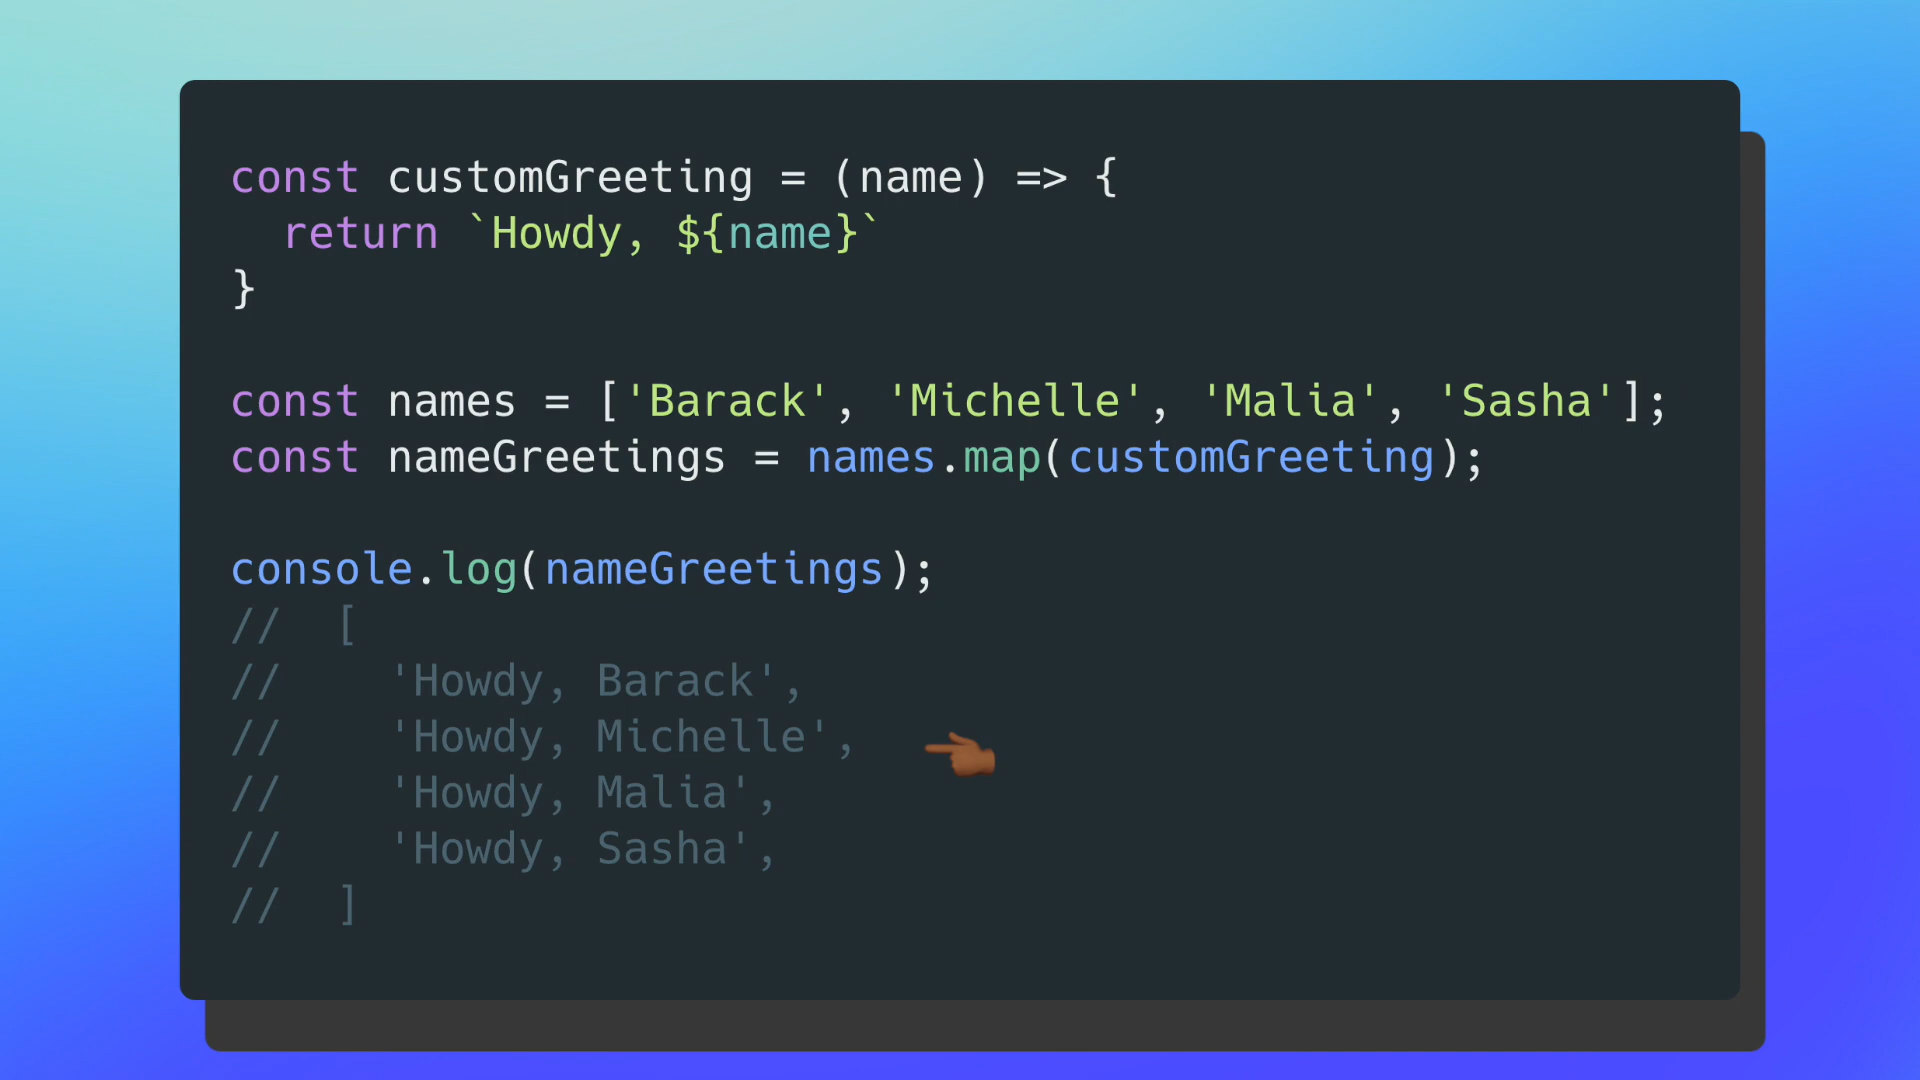 const customGreeting = (name) => {
  return `Howdy, ${name}`
}
const names = ['Barack', 'Michelle', 'Malia', 'Sasha'];
const nameGreetings = names.map(customGreeting);
console.log(nameGreetings);
//  [
//    'Howdy, Barack',
//    'Howdy, Michelle',
//    'Howdy, Malia',
//    'Howdy, Sasha',
//  ]